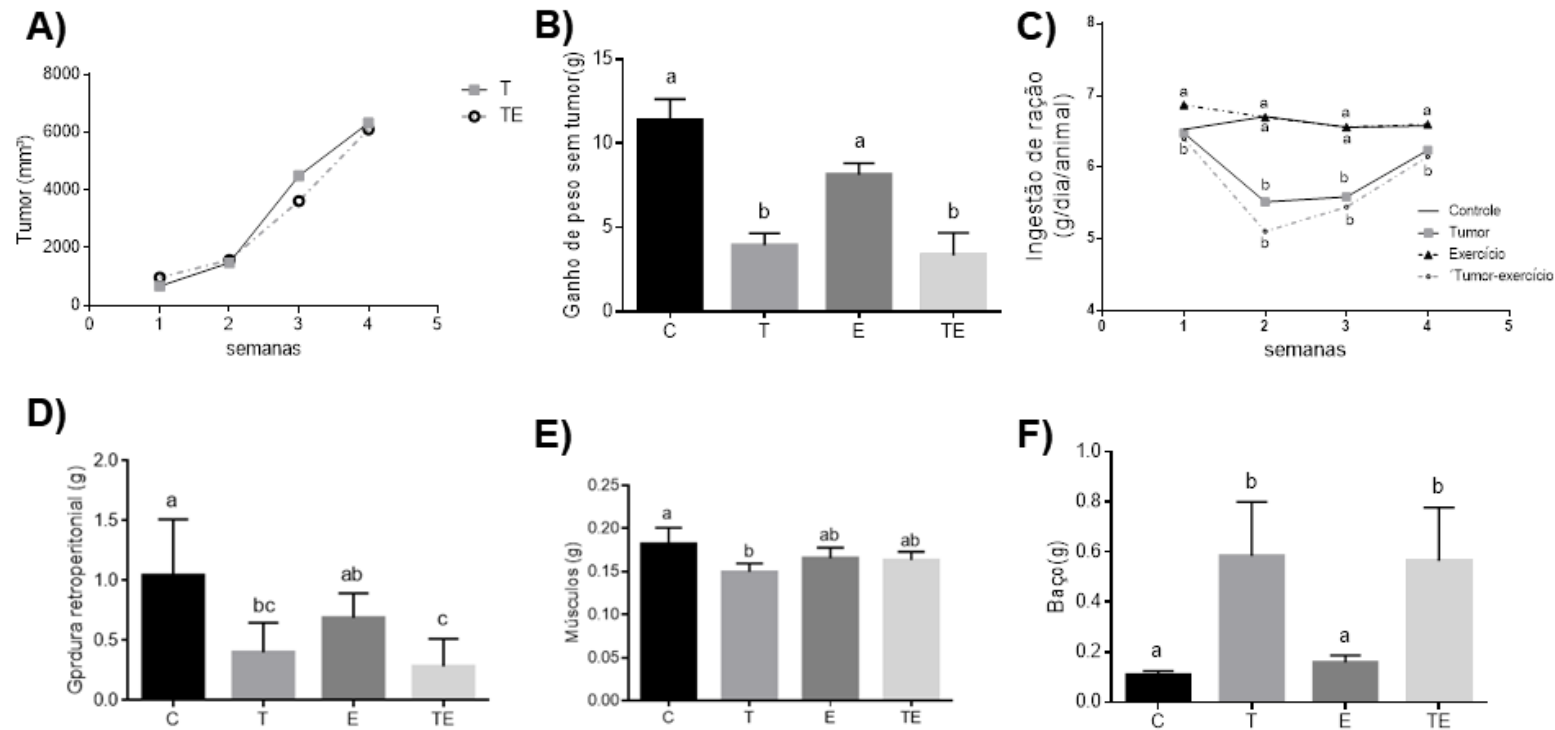 A)
8000
6000
4000
2000
0
Tumor (mm³)
0 1 2 3 4 5
semanas
T
TE
B)
Ganho de peso sem tumor(g)
15
10
5
0
a
b
a
b
C T E TE
C)
Ingestão de ração
(g/dia/animal)
8
7
6
5
4
a a a a
a a
b b b
b b b
0 1 2 3 4 5
semanas
Controle
Tumor
Exercício
´Tumor-exercício
D)
Gprdura retroperitonial (g)
2.0
1.5
1.0
0.5
0.0
a
bc
ab
c
C T E TE
E)
Músculos (g)
0.25
0.20
0.15
0.10
0.05
0.00
a
b
ab
ab
C T E TE
F)
Baço(g)
1.0
0.8
0.6
0.4
0.2
0.0
a
b
a
b
C T E TE